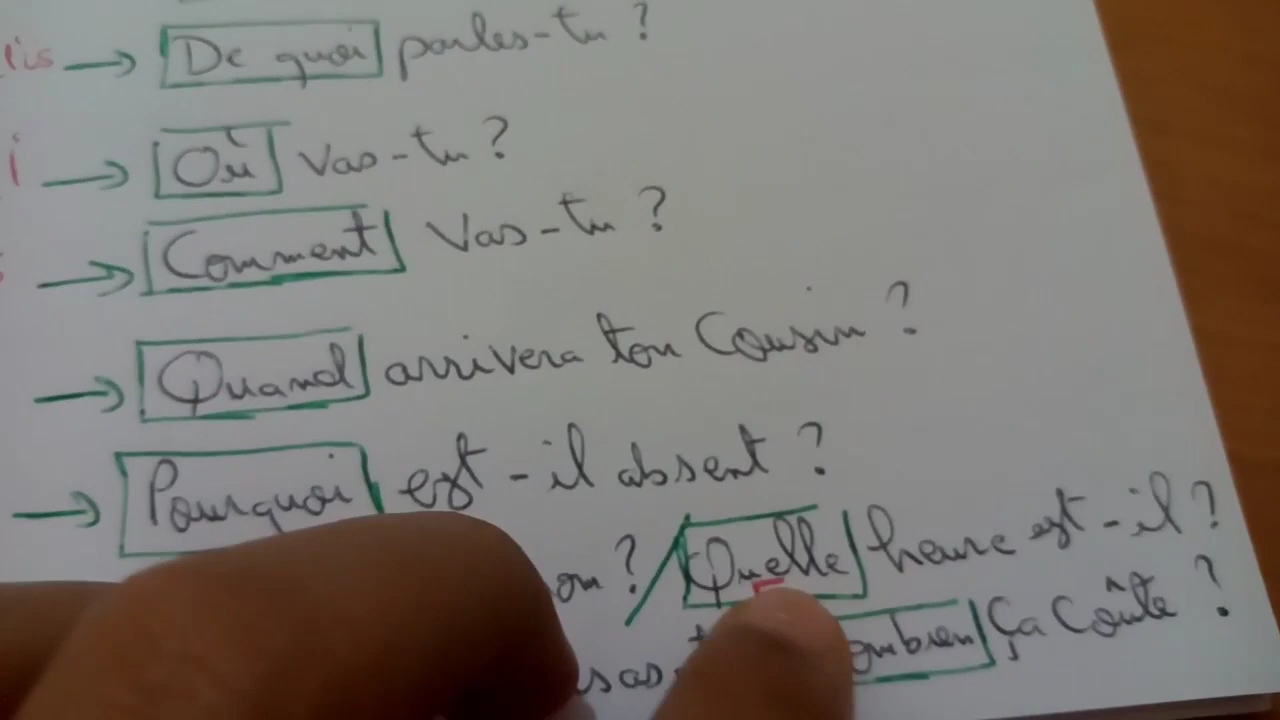 De quoi parles-tu ?
Où vas-tu ?
Comment vas-tu ?
Quand arrivera ton Cousin ?
Pourquoi est-il absent ?
? / Quelle heure est-il ?
Ça Coûte ?